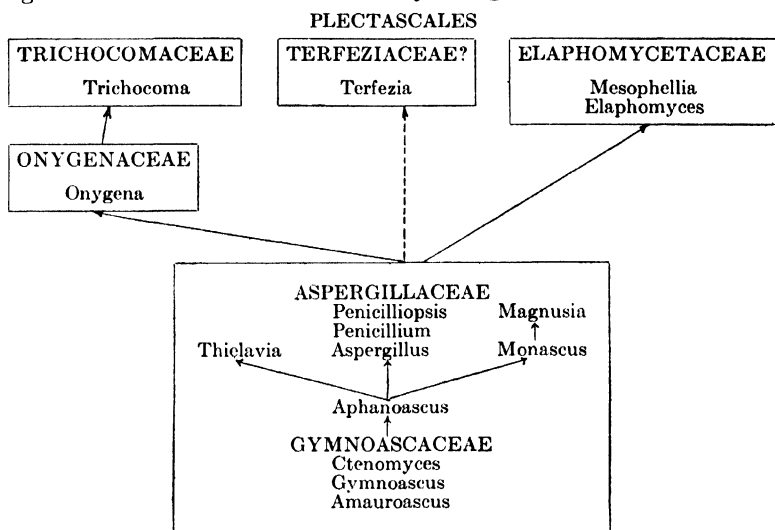 PLECTASCALES
TRICHOCOMACEAE
Trichocoma
TERFEZIACEAE?
Terfezia
ELAPHOMYCETACEAE
Mesophellia
Elaphomyces
ONYGENACEAE
Onygena
ASPERGILLACEAE
Penicilliopsis
Penicillium
Aspergillus
Magnusia
Monascus
Thielavia
Aphanoascus
GYMNOASCACEAE
Ctenomyces
Gymnoascus
Amauroascus